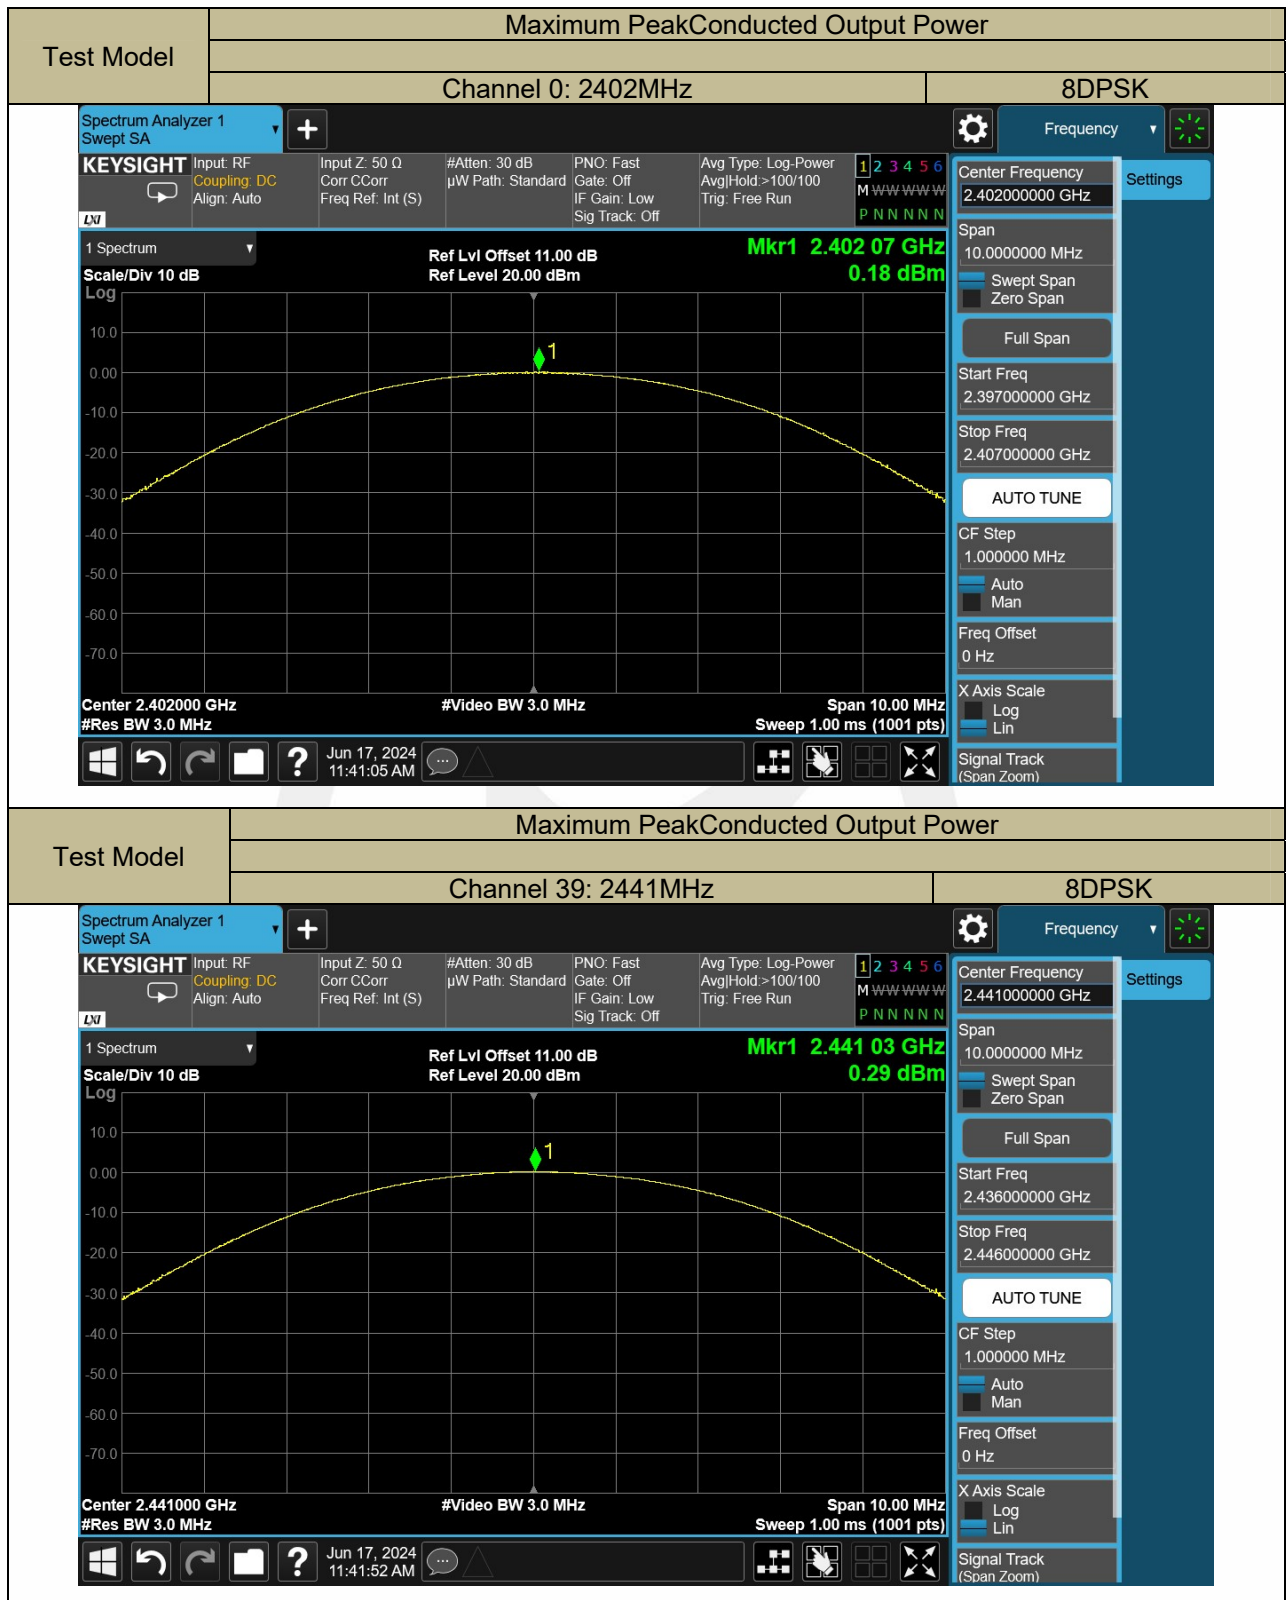 Test Model
Maximum PeakConducted Output Power
Channel 0: 2402MHz
8DPSK
Spectrum Analyzer 1
Swept SA
Frequency
KEYSIGHT
Input: RF
Coupling: DC
Align: Auto
Input Z: 50 Ω
Corr CCorr
Freq Ref: Int (S)
#Atten: 30 dB
µW Path: Standard
PNO: Fast
Gate: Off
IF Gain: Low
Sig Track: Off
Avg Type: Log-Power
Avg|Hold:>100/100
Trig: Free Run
1 2 3 4 5 6
M W W W W W
P N N N N N
LXI
Center Frequency
2.402000000 GHz
Settings
Span
10.0000000 MHz
Swept Span
Zero Span
Full Span
Start Freq
2.397000000 GHz
Stop Freq
2.407000000 GHz
AUTO TUNE
CF Step
1.000000 MHz
Auto
Man
Freq Offset
0 Hz
X Axis Scale
Log
Lin
Signal Track
(Span Zoom)
1 Spectrum
Scale/Div 10 dB
Log
Ref Lvl Offset 11.00 dB
Ref Level 20.00 dBm
Mkr1 2.402 07 GHz
0.18 dBm
1
10.0
0.00
-10.0
-20.0
-30.0
-40.0
-50.0
-60.0
-70.0
Center 2.402000 GHz
#Res BW 3.0 MHz
#Video BW 3.0 MHz
Span 10.00 MHz
Sweep 1.00 ms (1001 pts)
?
Jun 17, 2024
11:41:05 AM
Test Model
Maximum PeakConducted Output Power
Channel 39: 2441MHz
8DPSK
Spectrum Analyzer 1
Swept SA
Frequency
KEYSIGHT
Input: RF
Coupling: DC
Align: Auto
Input Z: 50 Ω
Corr CCorr
Freq Ref: Int (S)
#Atten: 30 dB
µW Path: Standard
PNO: Fast
Gate: Off
IF Gain: Low
Sig Track: Off
Avg Type: Log-Power
Avg|Hold:>100/100
Trig: Free Run
1 2 3 4 5 6
M W W W W W
P N N N N N
LXI
Center Frequency
2.441000000 GHz
Settings
Span
10.0000000 MHz
Swept Span
Zero Span
Full Span
Start Freq
2.436000000 GHz
Stop Freq
2.446000000 GHz
AUTO TUNE
CF Step
1.000000 MHz
Auto
Man
Freq Offset
0 Hz
X Axis Scale
Log
Lin
Signal Track
(Span Zoom)
1 Spectrum
Scale/Div 10 dB
Log
Ref Lvl Offset 11.00 dB
Ref Level 20.00 dBm
Mkr1 2.441 03 GHz
0.29 dBm
1
10.0
0.00
-10.0
-20.0
-30.0
-40.0
-50.0
-60.0
-70.0
Center 2.441000 GHz
#Res BW 3.0 MHz
#Video BW 3.0 MHz
Span 10.00 MHz
Sweep 1.00 ms (1001 pts)
?
Jun 17, 2024
11:41:52 AM